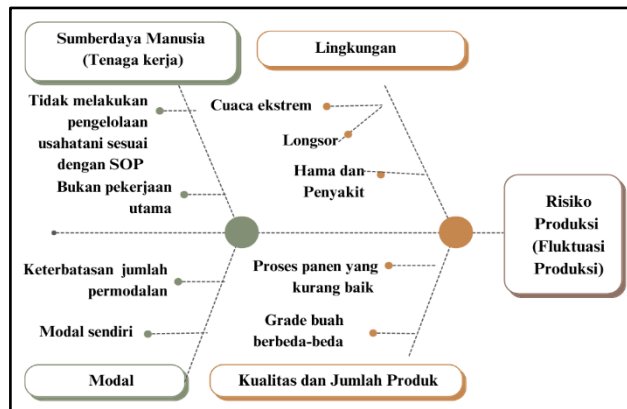 Sumberdaya Manusia
(Tenaga kerja)
Lingkungan
Tidak melakukan
pengelolaan
usahatani sesuai
dengan SOP
Bukan pekerjaan
utama
Cuaca ekstrem
Longsor
Hama dan
Penyakit
Risiko
Produksi
(Fluktuasi
Produksi)
Keterbatasan jumlah
permodalan
Modal sendiri
Proses panen yang
kurang baik
Grade buah
berbeda-beda
Modal
Kualitas dan Jumlah Produk